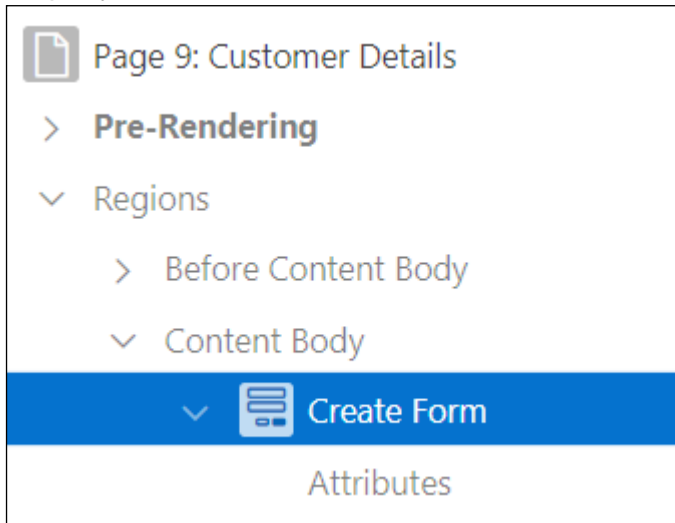 Page 9: Customer Details
Pre-Rendering
Regions
Before Content Body
Content Body
Create Form
Attributes